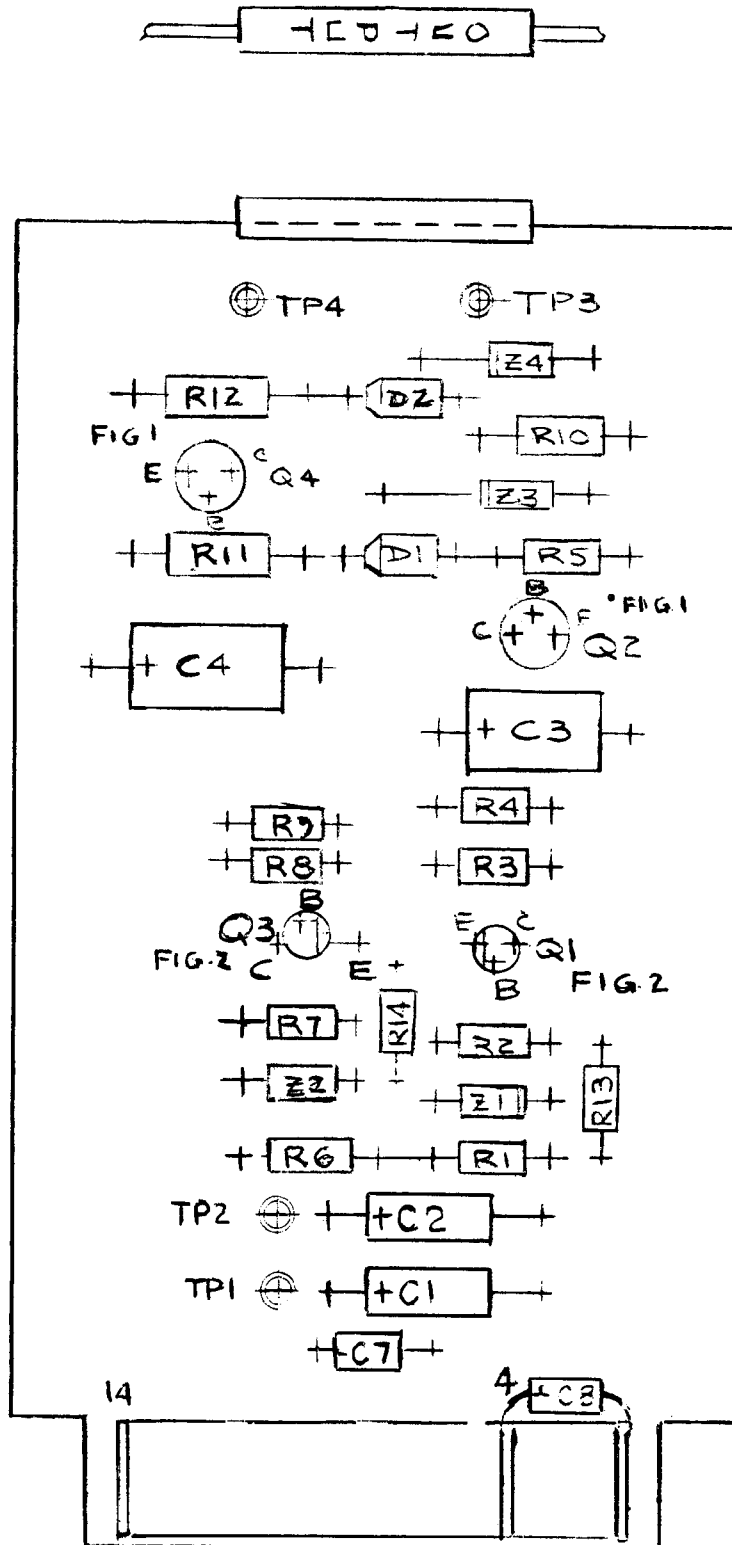 OUTPUT
TP4
TP3
Z4
R12
D2
R10
FIG 1
E
C
Q4
B
Z3
R11
D1
R5
B
C
E
FIG.1
Q2
+ C4
+ C3
R9
R4
R8
R3
B
Q3
FIG.2
C
E
+
E
C
Q1
B
FIG.2
R7
R14
R2
Z2
Z1
R13
R6
R1
TP2
+C2
TP1
+C1
C7
14
4
+C8